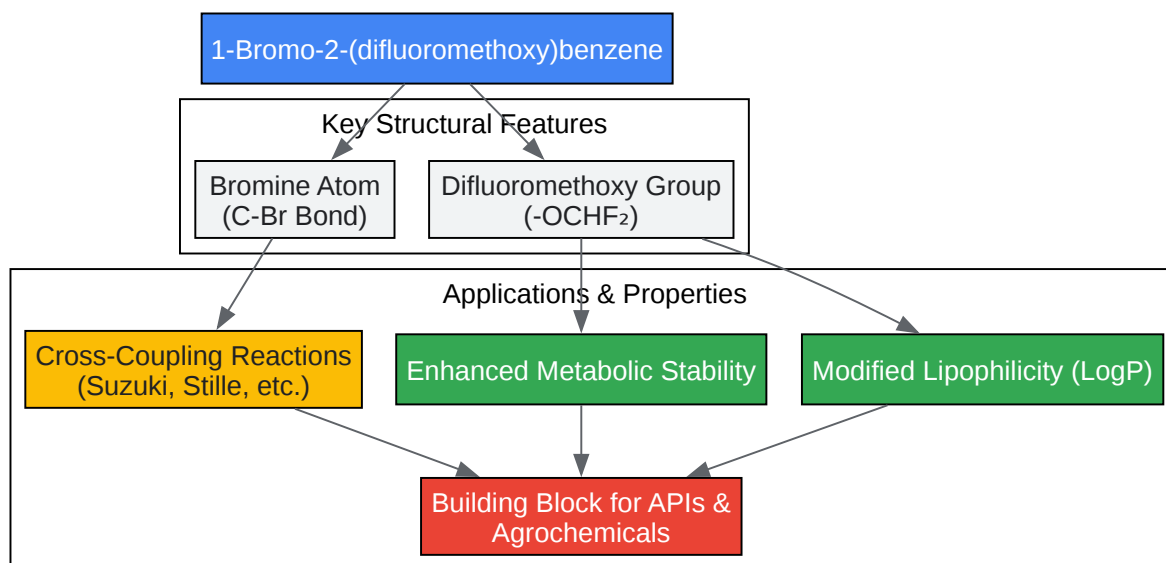 1-Bromo-2-(difluoromethoxy)benzene
Key Structural Features
Bromine Atom
(C-Br Bond)
Difluoromethoxy Group
(-OCHF₂)
Applications & Properties
Cross-Coupling Reactions
(Suzuki, Stille, etc.)
Enhanced Metabolic Stability
Modified Lipophilicity (LogP)
Building Block for APIs &
Agrochemicals